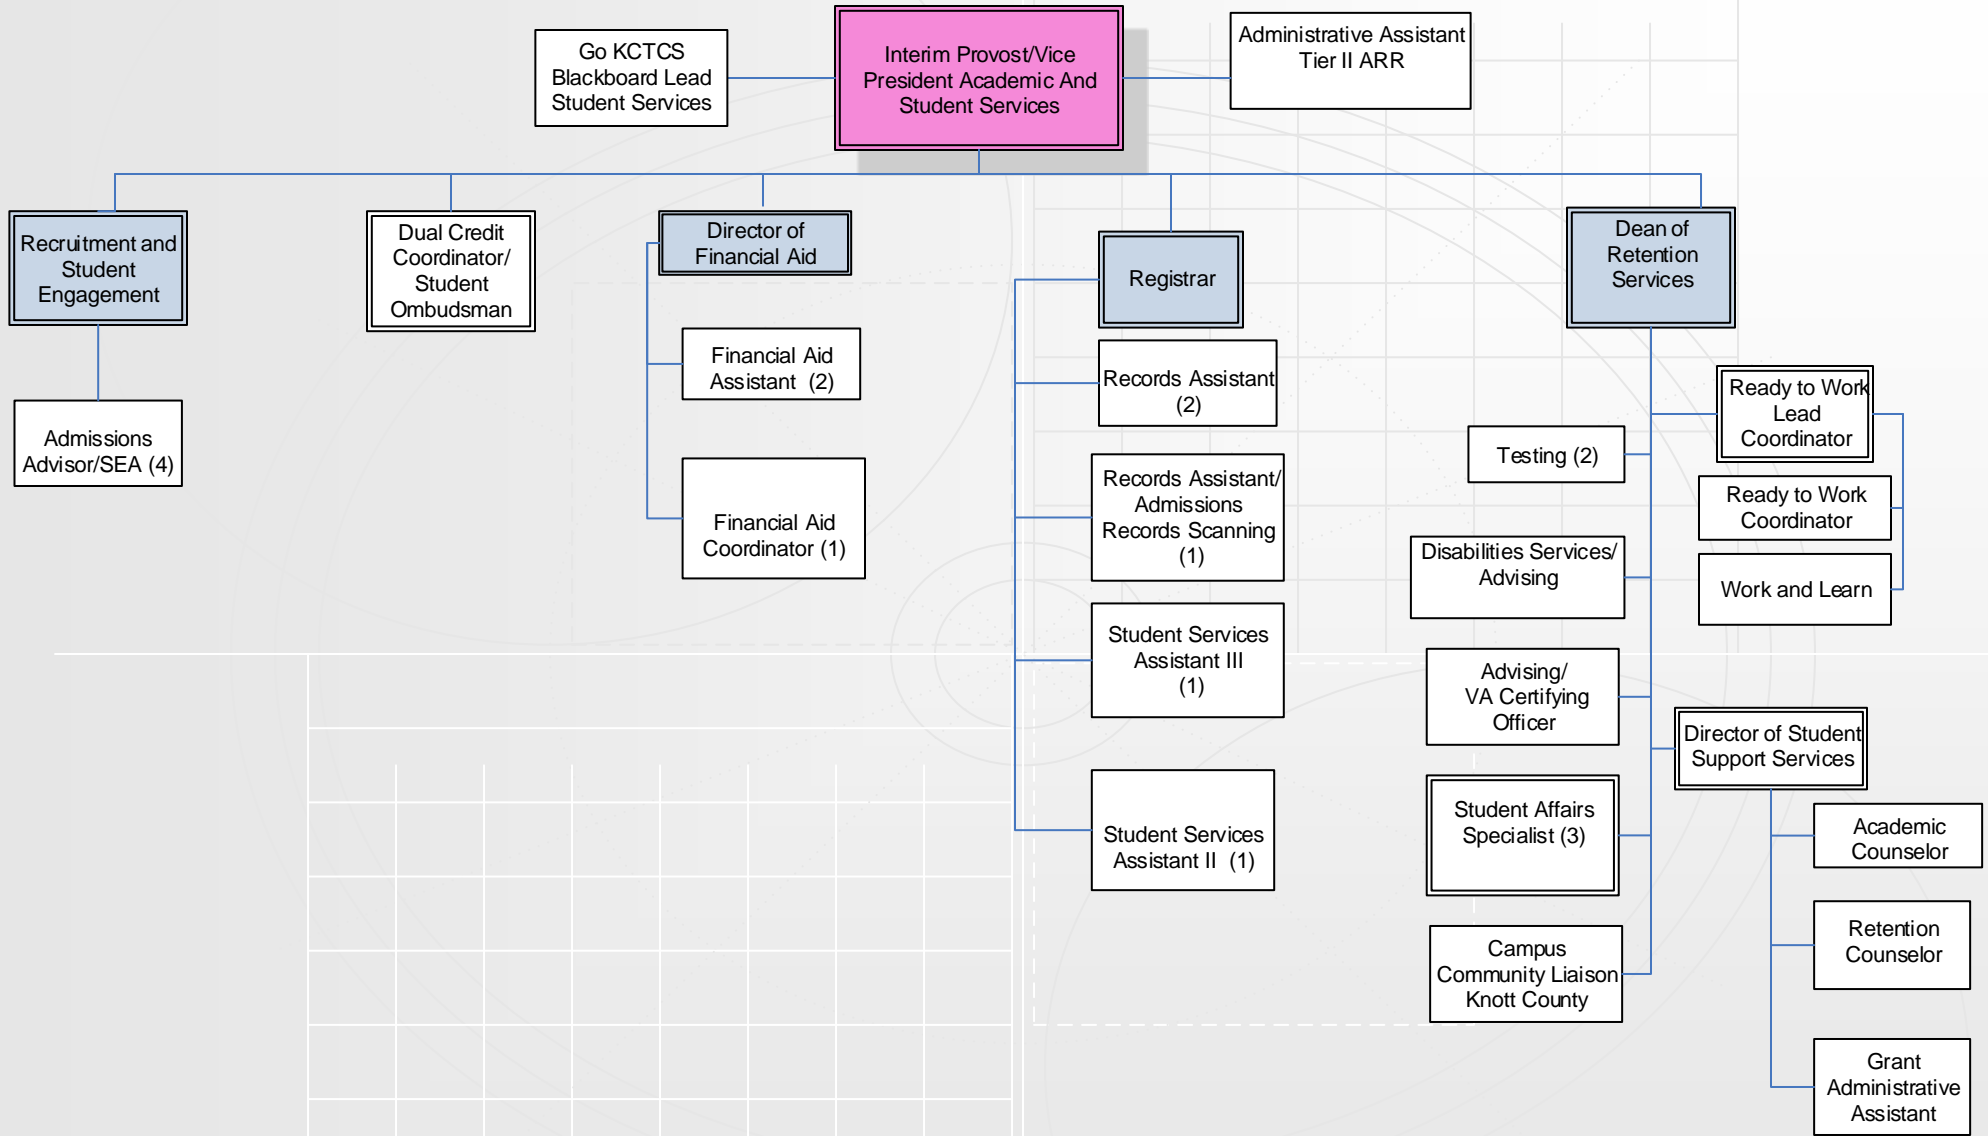 Go KCTCS
Blackboard Lead
Student Services
Interim Provost/Vice
President Academic And
Student Services
Administrative Assistant
Tier II ARR
Recruitment and
Student
Engagement
Dual Credit
Coordinator/
Student
Ombudsman
Director of
Financial Aid
Registrar
Dean of
Retention
Services
Admissions
Advisor/SEA (4)
Financial Aid
Assistant (2)
Financial Aid
Coordinator (1)
Records Assistant
(2)
Records Assistant/
Admissions
Records Scanning
(1)
Student Services
Assistant III
(1)
Student Services
Assistant II (1)
Testing (2)
Disabilities Services/
Advising
Advising/
VA Certifying
Officer
Student Affairs
Specialist (3)
Campus
Community Liaison
Knott County
Ready to Work
Lead
Coordinator
Ready to Work
Coordinator
Work and Learn
Director of Student
Support Services
Academic
Counselor
Retention
Counselor
Grant
Administrative
Assistant